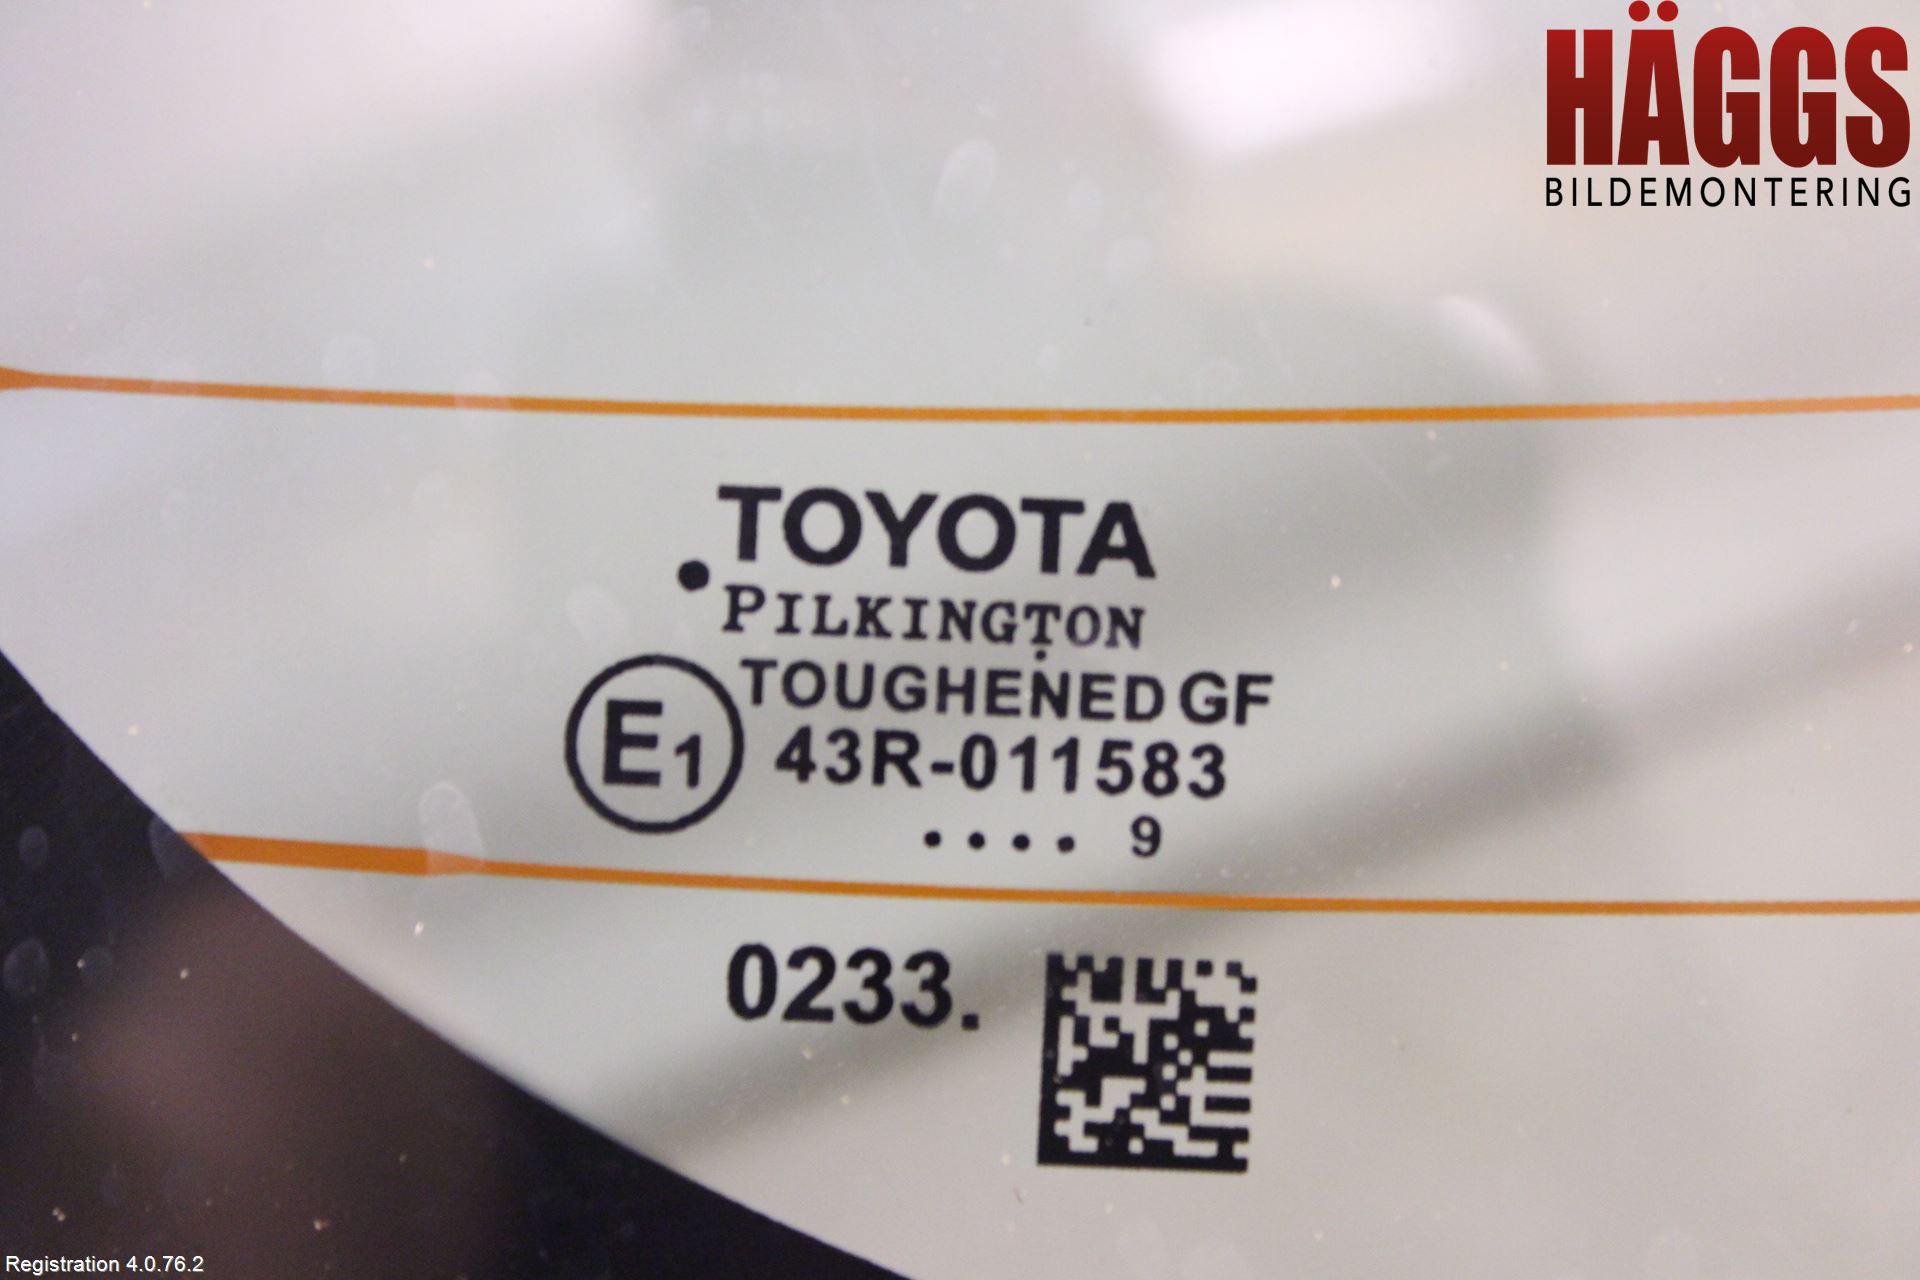 HÄGGS
BILDEMONTERING
TOYOTA
PILKINGTON
TOUGHENED GF
E1 43R-011583
.... 9
0233.
Registration 4.0.76.2